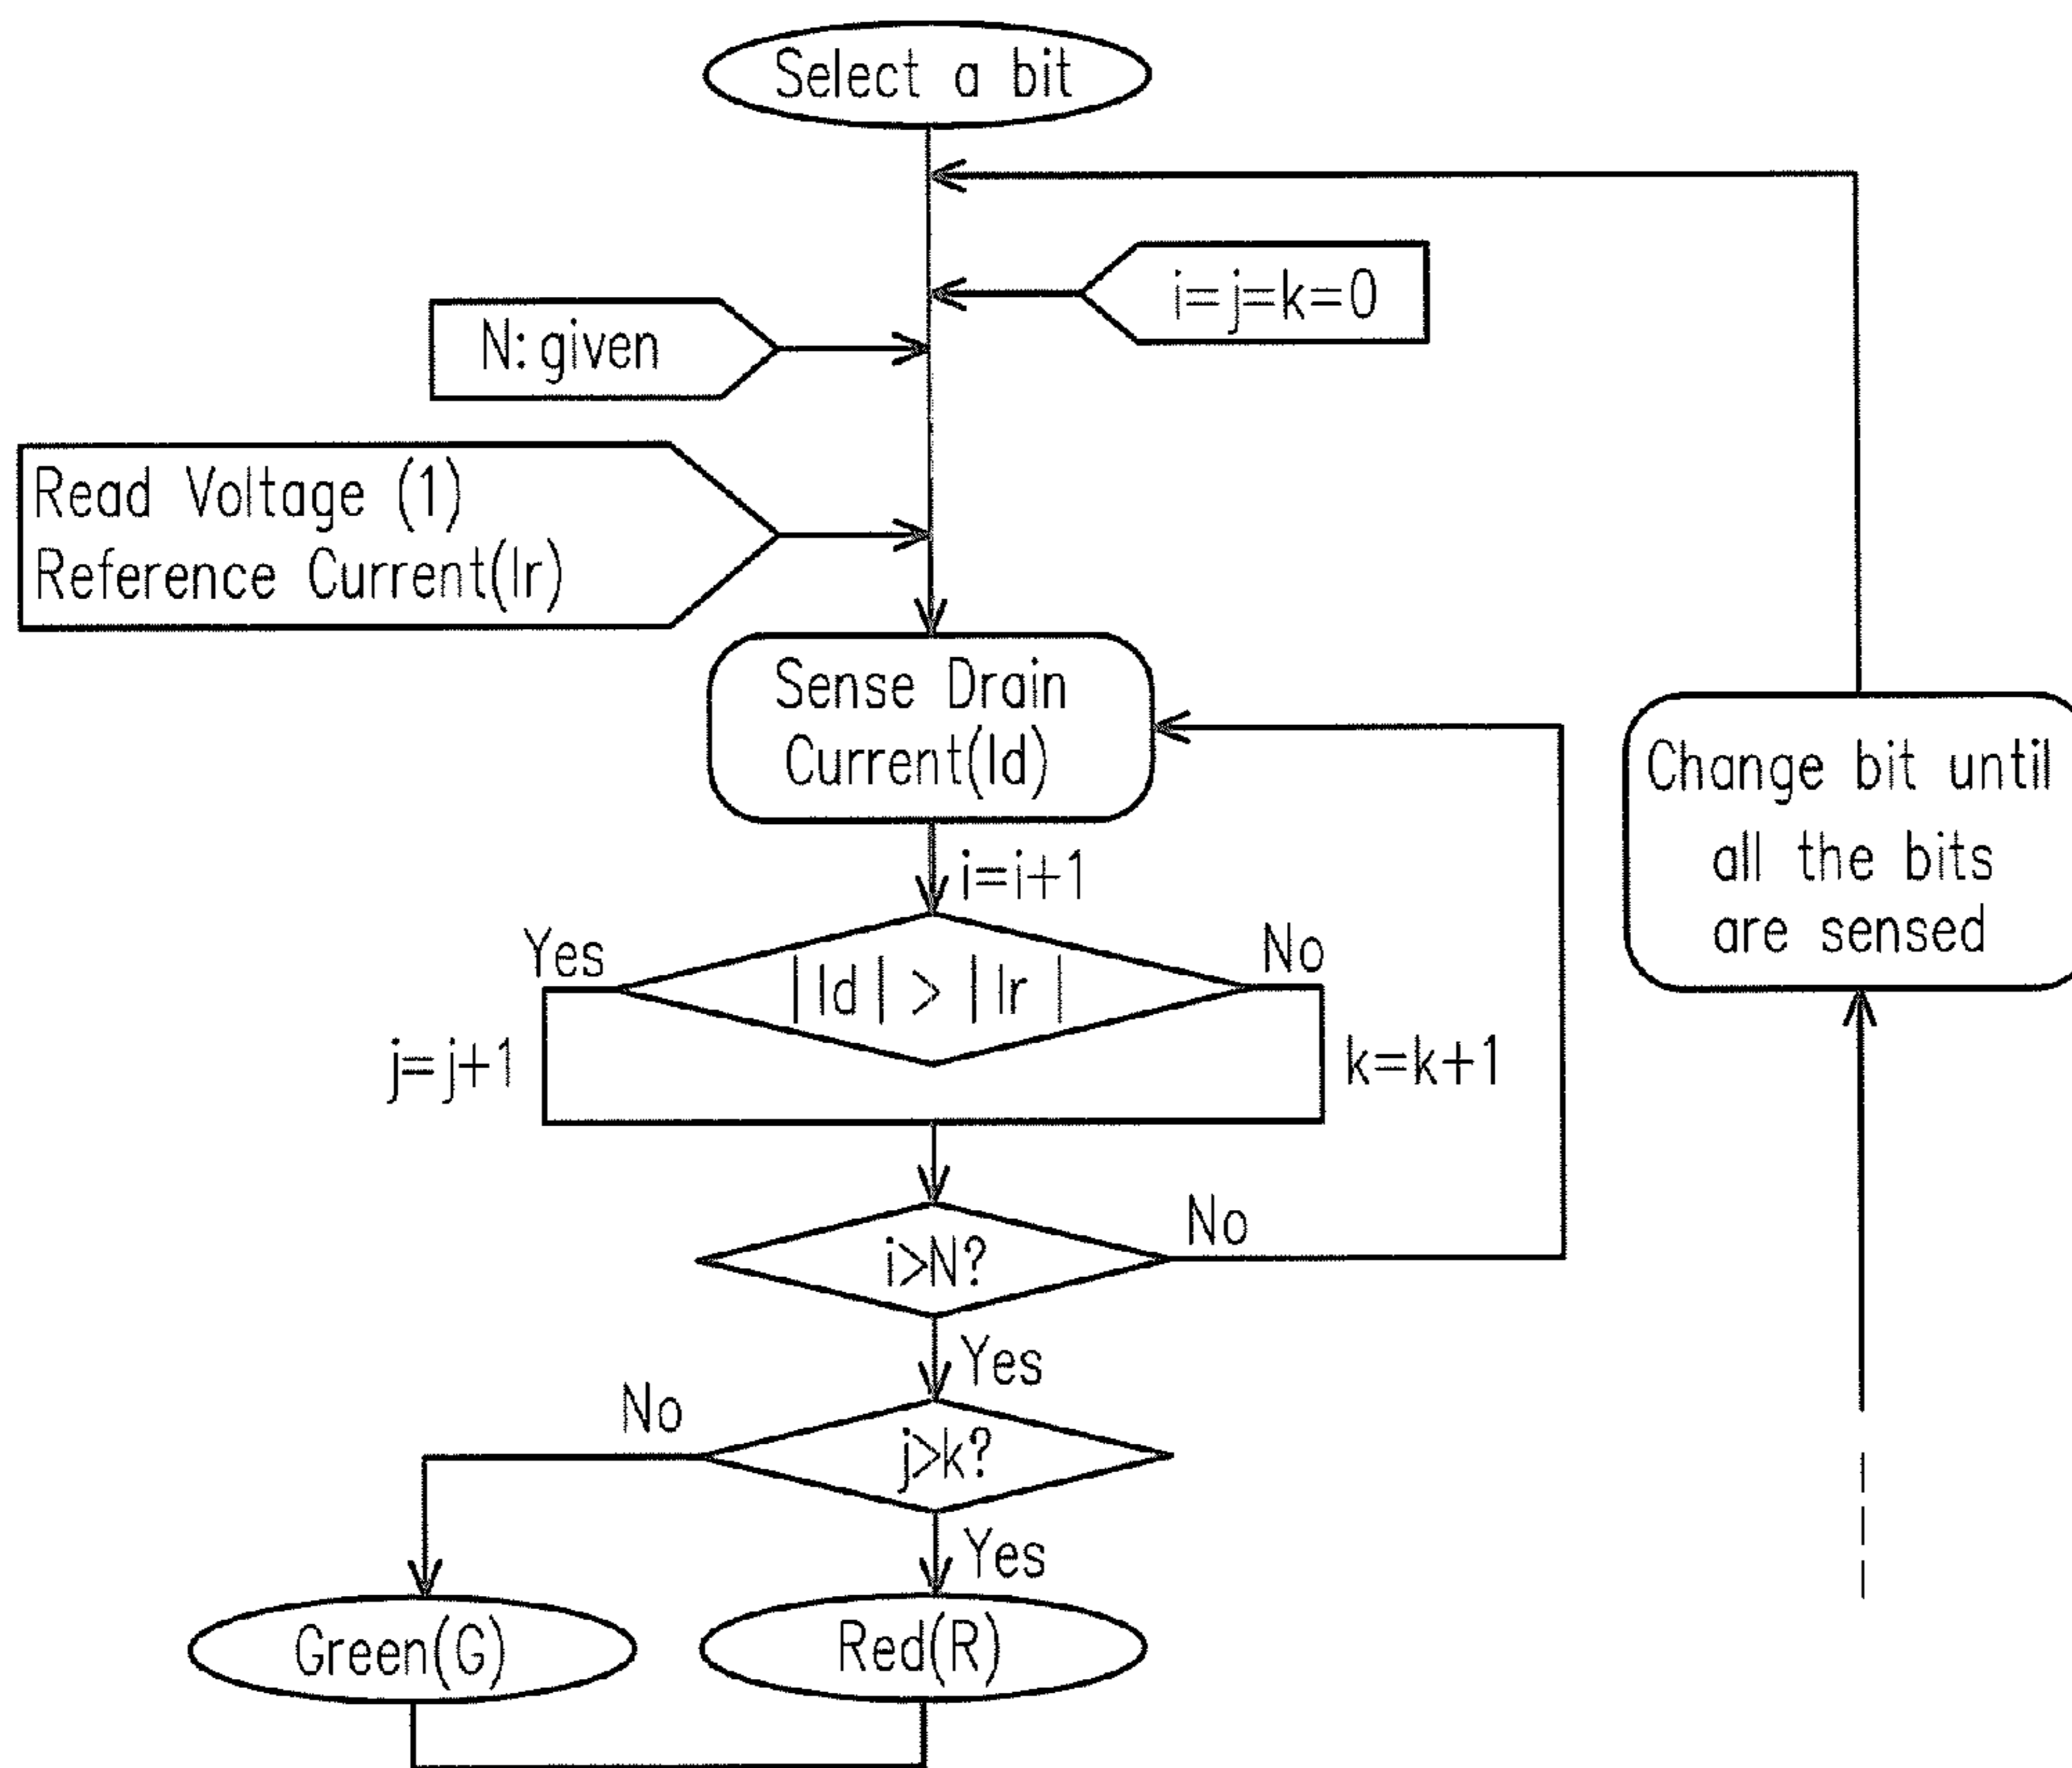 Select a bit
i=j=k=0
N: given
Read Voltage (1)
Reference Current(Ir)
Sense Drain
Current(Id)
Change bit until
all the bits
are sensed
i=i+1
Yes
No
|Id| > |Ir|
j=j+1
k=k+1
No
i>N?
Yes
No
j>k?
Yes
Green(G)
Red(R)